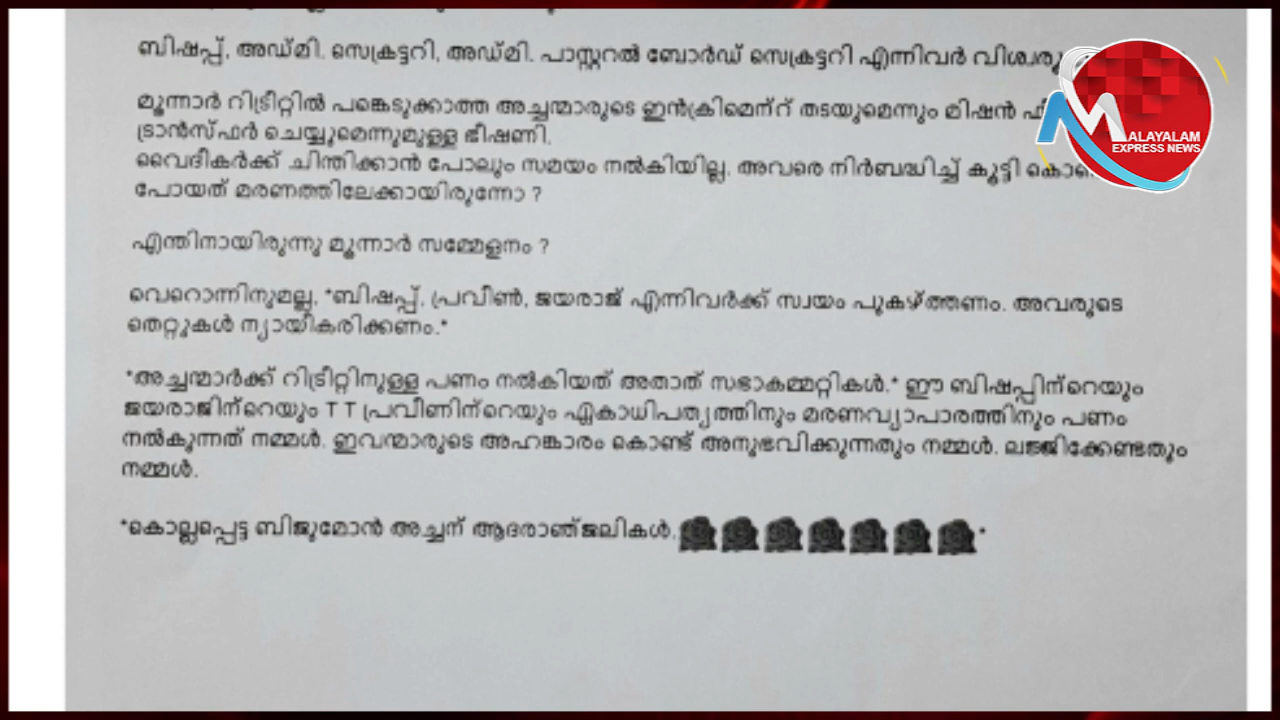 ബിഷപ്പ്, അഡ്മി. സെക്രട്ടറി, അഡ്മി. പാസ്റ്ററൽ ബോർഡ് സെക്രട്ടറി എന്നിവർ
മൂന്നാർ റിട്രീറ്റിൽ പങ്കെടുക്കാത്ത അച്ചന്മാരുടെ ഇൻക്രിമെന്റ് തടയുമെന്നും മിഷൻ
ട്രാൻസ്ഫർ ചെയ്യുമെന്നുമുള്ള ഭീഷണി.
വൈദീകർക്ക് ചിന്തിക്കാൻ പോലും സമയം നൽകിയില്ല. അവരെ നിർബദ്ധിച്ച് കൂട്ടി
പോയത് മരണത്തിലേക്കായിരുന്നോ ?
എന്തിനായിരുന്നു മൂന്നാർ സമ്മേളനം ?
വെറൊന്നിനുമല്ല, *ബിഷപ്പ്, പ്രവീൺ, ജയരാജ് എന്നിവർക്ക് സ്വയം പുകഴ്ത്തണം. അവരുടെ
തെറ്റുകൾ ന്യായീകരിക്കണം.*
*അച്ചന്മാർക്ക് റിട്രീറ്റിനുള്ള പണം നൽകിയത് അതാത് സഭാകമ്മറ്റികൾ.* ഈ ബിഷപ്പിന്റെയും
ജയരാജിന്റെയും T T പ്രവീണിന്റെയും ഏകാധിപത്യത്തിനും മരണവ്യാപാരത്തിനും പണം
നൽകുന്നത് നമ്മൾ. ഇവന്മാരുടെ അഹങ്കാരം കൊണ്ട് അനുഭവിക്കുന്നതും നമ്മൾ. ലജ്ജിക്കേണ്ടതും
നമ്മൾ.
*കൊല്ലപ്പെട്ട ബിജുമോൻ അച്ചന് ആദരാഞ്ജലികൾ. *
MALAYALAM
EXPRESS NEWS